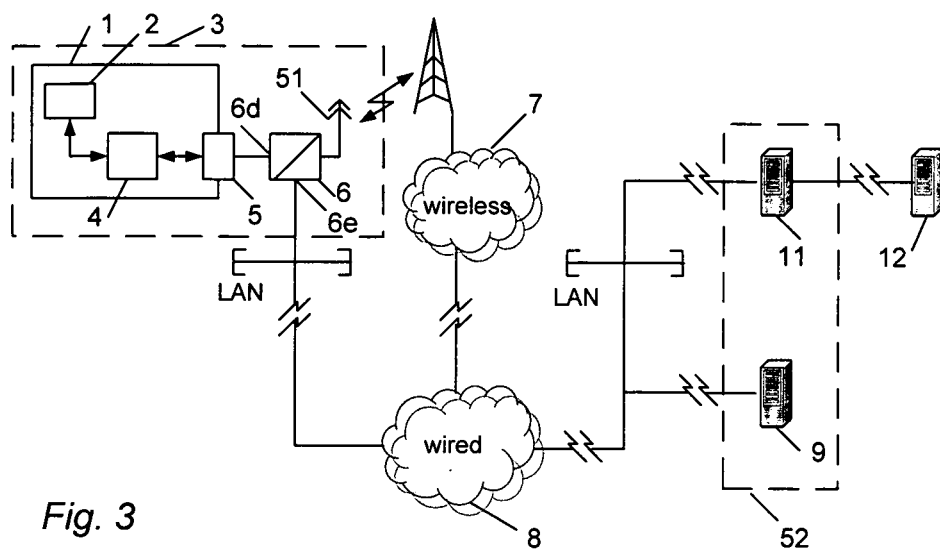 1 2 3
51
6d
7
wireless
4 5 6
6e
11 12
LAN LAN
wired
9
8
52
Fig. 3